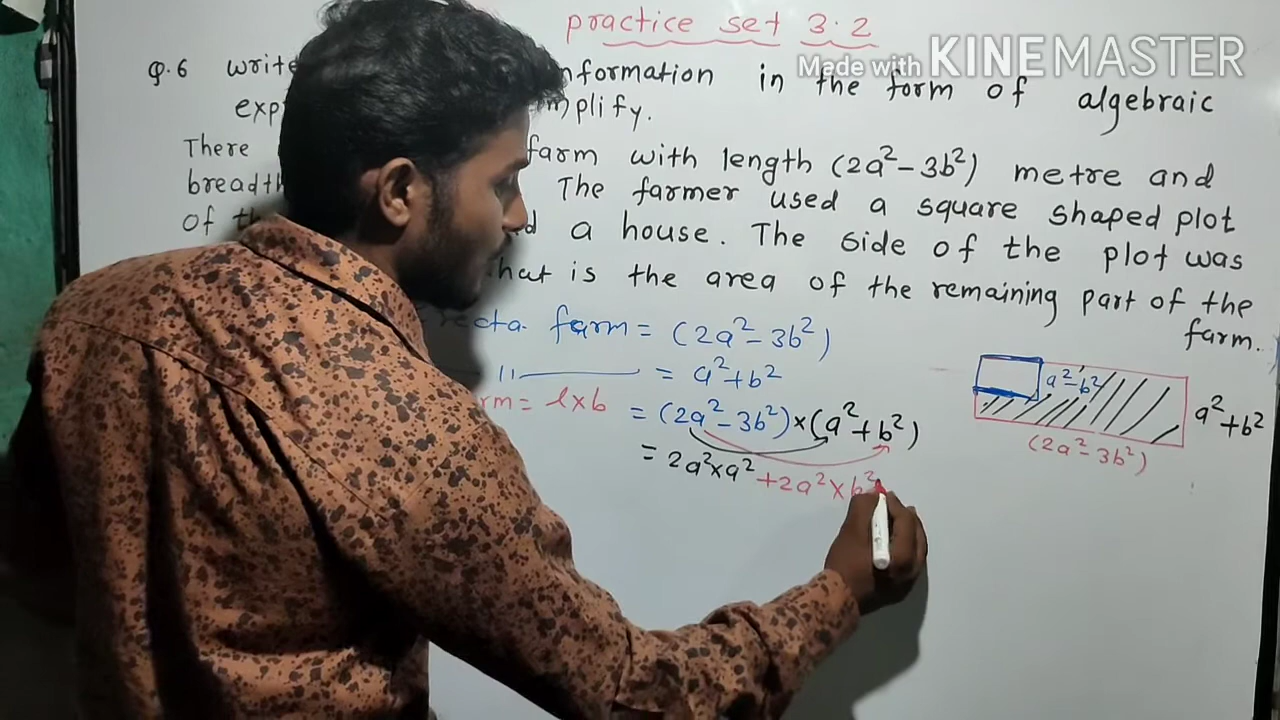 practice set 3.2
Made with KINEMASTER
Q.6 write information in the form of algebraic
exp mplify.
There farm with length (2a²-3b²) metre and
breadth The farmer used a square shaped plot
of a house. The side of the plot was
hat is the area of the remaining part of the
farm.
recta. farm = (2a²-3b²)
11 = a²+b²
rm = l×b = (2a²-3b²)×(a²+b²)
= 2a²×a² +2a²×b²
a²-b²
a²+b²
(2a²-3b²)